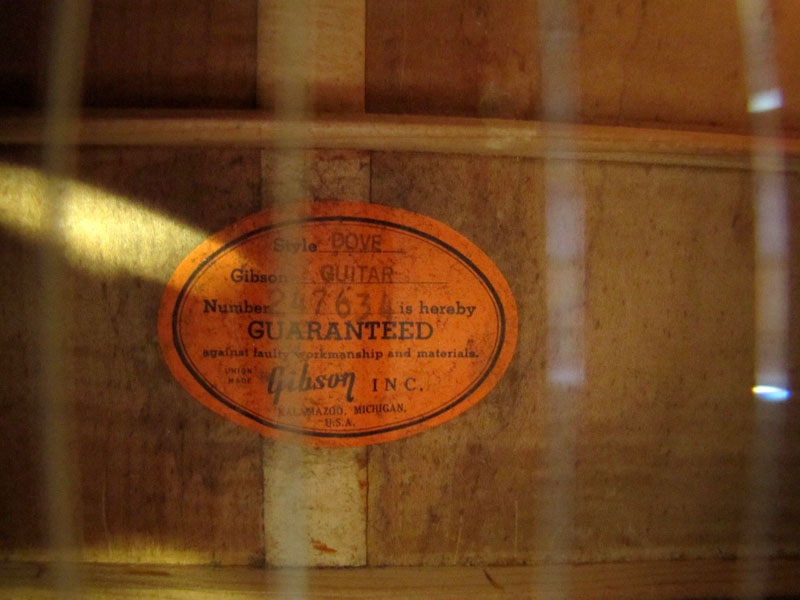 Style DOVE
Gibson GUITAR
Number 247634 is hereby
GUARANTEED
against faulty workmanship and materials.
UNION MADE Gibson INC.
KALAMAZOO, MICHIGAN,
U.S.A.